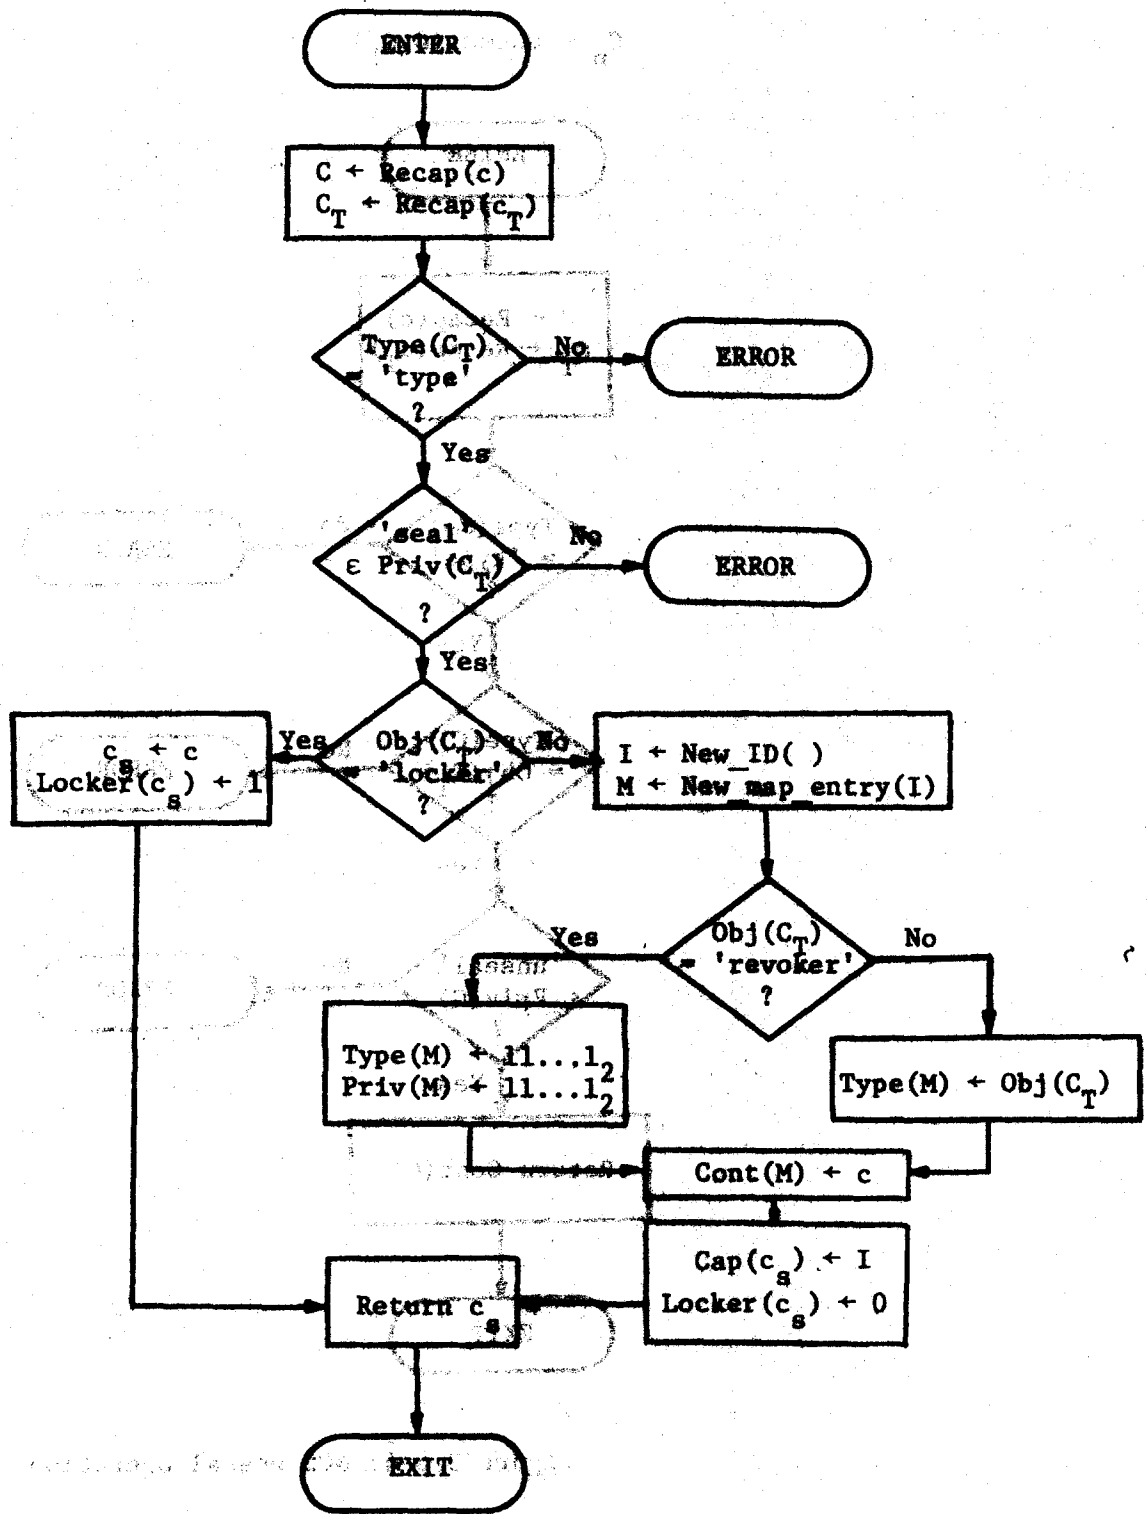 ENTER
C ← Recap(c)
C_T ← Recap(c_T)
Type(C_T)
= 'type'
?
No
ERROR
Yes
'seal'
ε Priv(C_T)
?
No
ERROR
Yes
Obj(C_T)
= 'locker'
?
Yes
c_s ← c
Locker(c_s) ← 1
No
I ← New_ID( )
M ← New_map_entry(I)
Obj(C_T)
= 'revoker'
?
Yes
No
Type(M) ← 11...1_2
Priv(M) ← 11...1_2
Type(M) ← Obj(C_T)
Cont(M) ← c
Cap(c_s) ← I
Locker(c_s) ← 0
Return c_s
EXIT